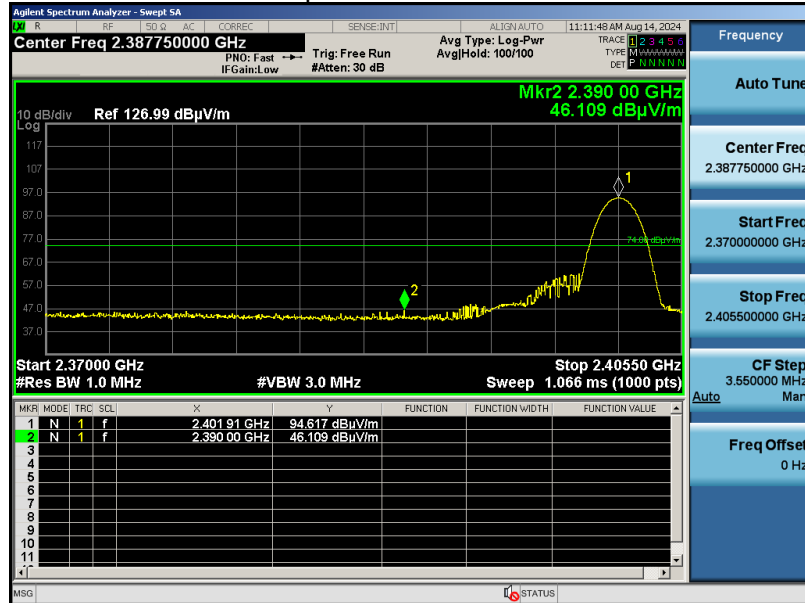 Agilent Spectrum Analyzer - Swept SA
LXI R RF 50 Ω AC CORREC SENSE:INT ALIGN AUTO 11:11:48 AM Aug 14, 2024
Center Freq 2.387750000 GHz
PNO: Fast
IFGain:Low
Trig: Free Run
#Atten: 30 dB
Avg Type: Log-Pwr
Avg|Hold: 100/100
TRACE 1 2 3 4 5 6
TYPE M
DET P N N N N N
Mkr2 2.390 00 GHz
46.109 dBµV/m
10 dB/div Ref 126.99 dBµV/m
Log
117
107
97.0
87.0
77.0
67.0
57.0
47.0
37.0
1
2
74.00 dBµV/m
Start 2.37000 GHz Stop 2.40550 GHz
#Res BW 1.0 MHz #VBW 3.0 MHz Sweep 1.066 ms (1000 pts)
MKR MODE TRC SCL X Y FUNCTION FUNCTION WIDTH FUNCTION VALUE
1 N 1 f 2.401 91 GHz 94.617 dBµV/m
2 N 1 f 2.390 00 GHz 46.109 dBµV/m
3
4
5
6
7
8
9
10
11
MSG STATUS
Frequency
Auto Tune
Center Freq
2.387750000 GHz
Start Freq
2.370000000 GHz
Stop Freq
2.405500000 GHz
CF Step
3.550000 MHz
Auto Man
Freq Offset
0 Hz